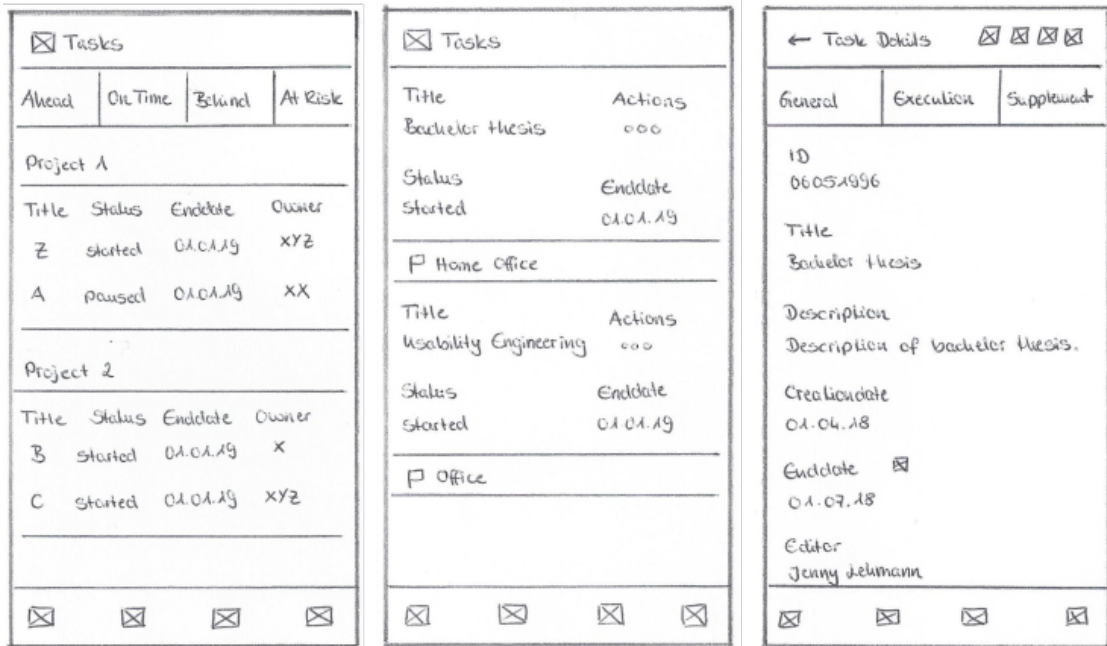 Tasks
Ahead On Time Behind At Risk
Project 1
Title Status Enddate Owner
Z started 01.01.19 XYZ
A paused 01.01.19 XX
Project 2
Title Status Enddate Owner
B started 01.01.19 X
C started 01.01.19 XYZ
Tasks
Title Actions
Bachelor thesis ooo
Status Enddate
Started 01.01.19
Home Office
Title Actions
Usability Engineering ooo
Status Enddate
started 01.01.19
Office
← Task Details
General Execution Supplement
ID
06051996
Title
Bachelor thesis
Description
Description of bachelor thesis.
Creationdate
01.04.18
Enddate
01.07.18
Editor
Jenny Lehmann